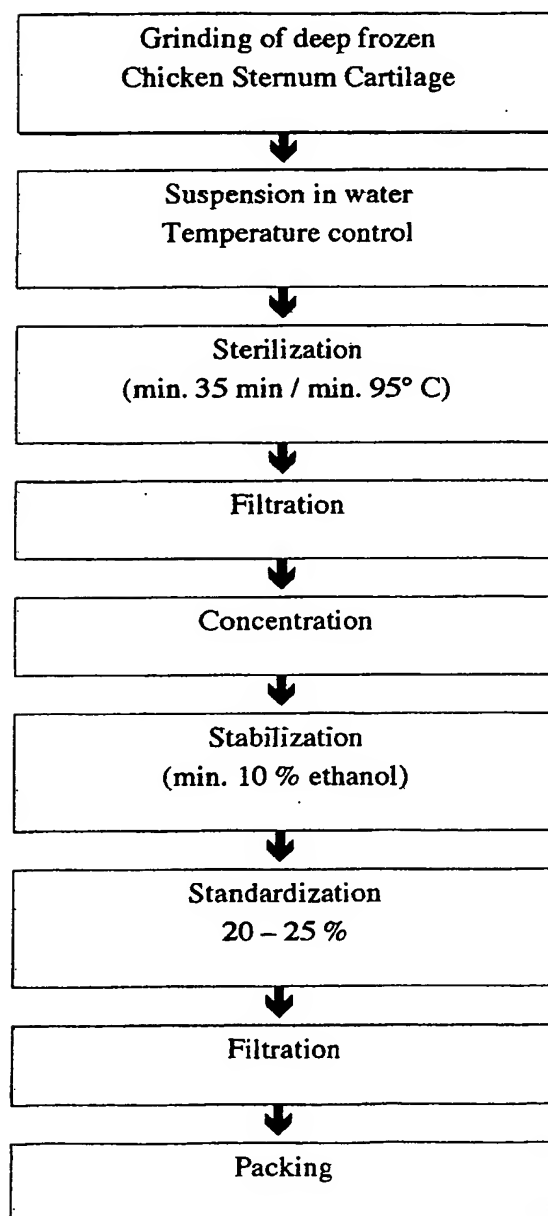 Grinding of deep frozen
Chicken Sternum Cartilage
Suspension in water
Temperature control
Sterilization
(min. 35 min / min. 95° C)
Filtration
Concentration
Stabilization
(min. 10 % ethanol)
Standardization
20 – 25 %
Filtration
Packing